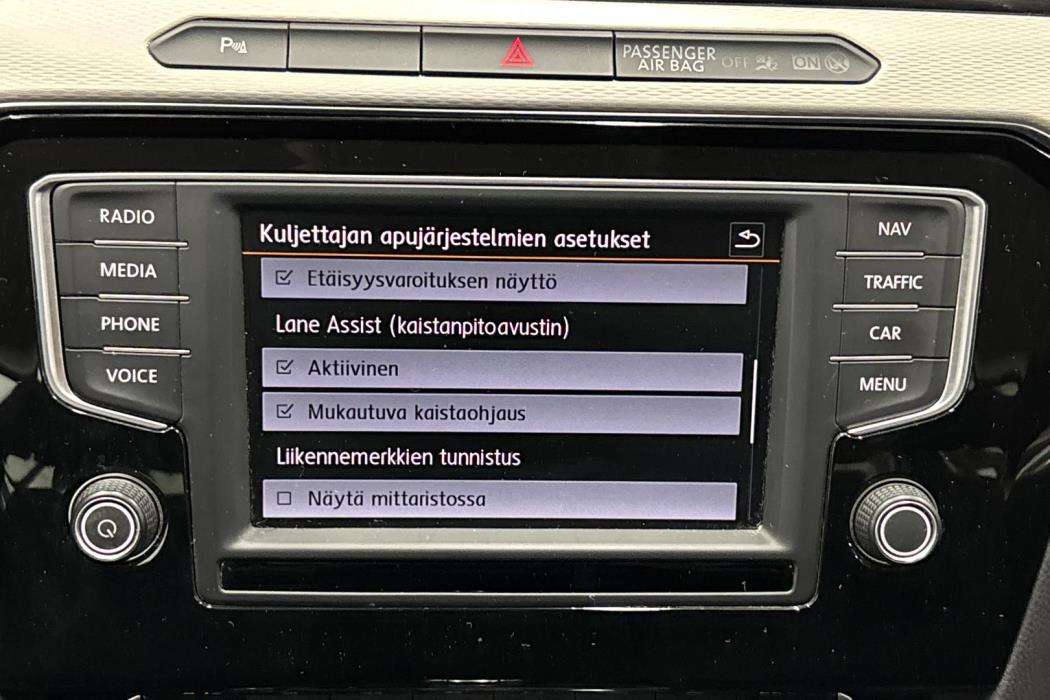 P
PASSENGER
AIR BAG OFF ON
RADIO
MEDIA
PHONE
VOICE
Kuljettajan apujärjestelmien asetukset
Etäisyysvaroituksen näyttö
Lane Assist (kaistanpitoavustin)
Aktiivinen
Mukautuva kaistaohjaus
Liikennemerkkien tunnistus
Näytä mittaristossa
NAV
TRAFFIC
CAR
MENU